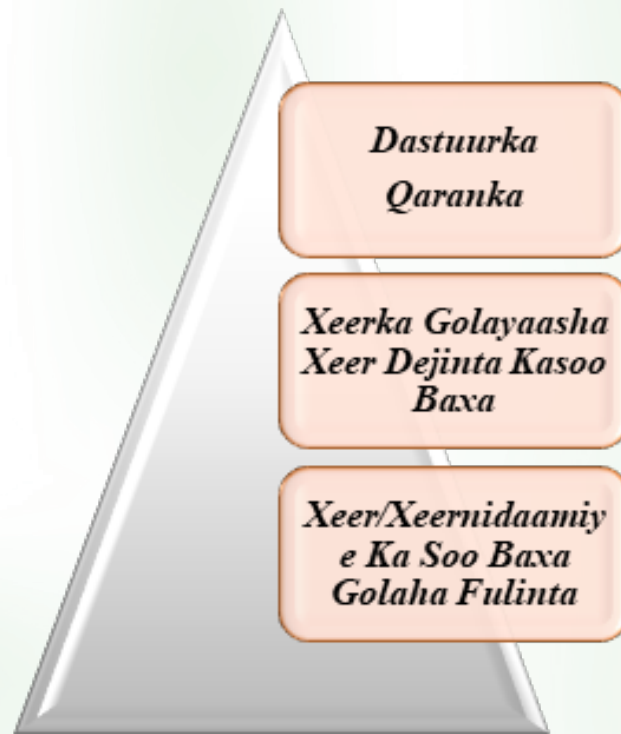 Dastuurka
Qaranka
Xeerka Golayaasha
Xeer Dejinta Kasoo
Baxa
Xeer/Xeernidaamiy
e Ka Soo Baxa
Golaha Fulinta